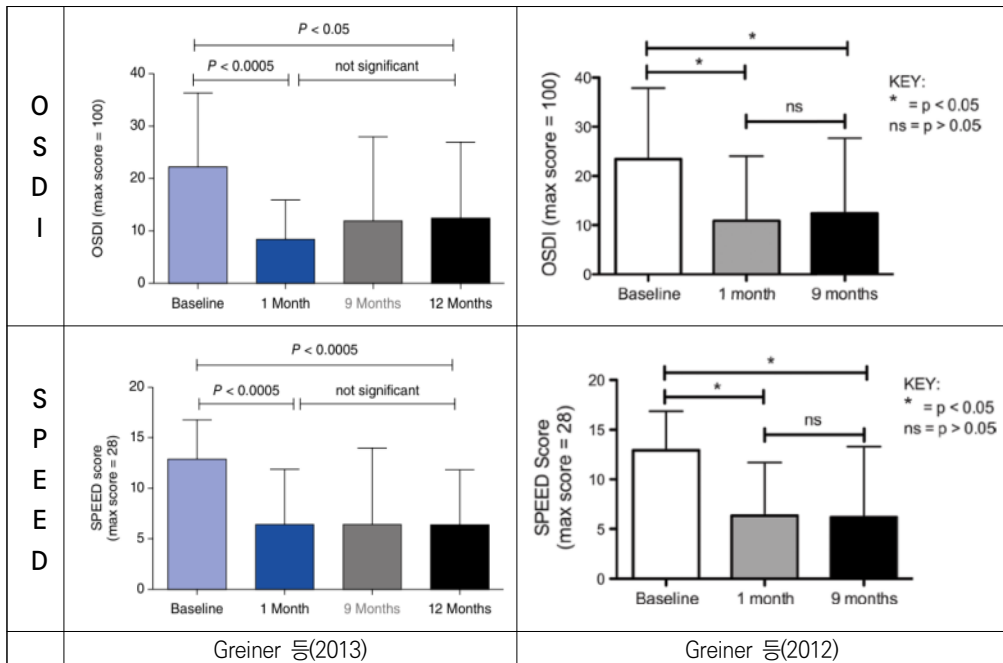 O
S
D
I
P < 0.05
P < 0.0005
not significant
OSDI (max score = 100)
40
30
20
10
0
Baseline
1 Month
9 Months
12 Months
*
*
ns
KEY:
* = p < 0.05
ns = p > 0.05
OSDI (max score = 100)
40
30
20
10
0
Baseline
1 month
9 months
S
P
E
E
D
P < 0.0005
P < 0.0005
not significant
SPEED score
(max score = 28)
20
15
10
5
0
Baseline
1 Month
9 Months
12 Months
*
*
ns
KEY:
* = p < 0.05
ns = p > 0.05
SPEED Score
(max score = 28)
20
15
10
5
0
Baseline
1 month
9 months
Greiner 등(2013)
Greiner 등(2012)